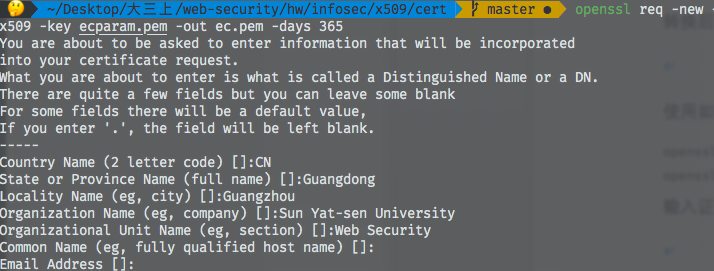 ~/Desktop/大三上/web-security/hw/infosec/x509/cert master ● openssl req -new -
x509 -key ecparam.pem -out ec.pem -days 365
You are about to be asked to enter information that will be incorporated
into your certificate request.
What you are about to enter is what is called a Distinguished Name or a DN.
There are quite a few fields but you can leave some blank
For some fields there will be a default value,
If you enter '.', the field will be left blank.
-----
Country Name (2 letter code) []:CN
State or Province Name (full name) []:Guangdong
Locality Name (eg, city) []:Guangzhou
Organization Name (eg, company) []:Sun Yat-sen University
Organizational Unit Name (eg, section) []:Web Security
Common Name (eg, fully qualified host name) []:
Email Address []: